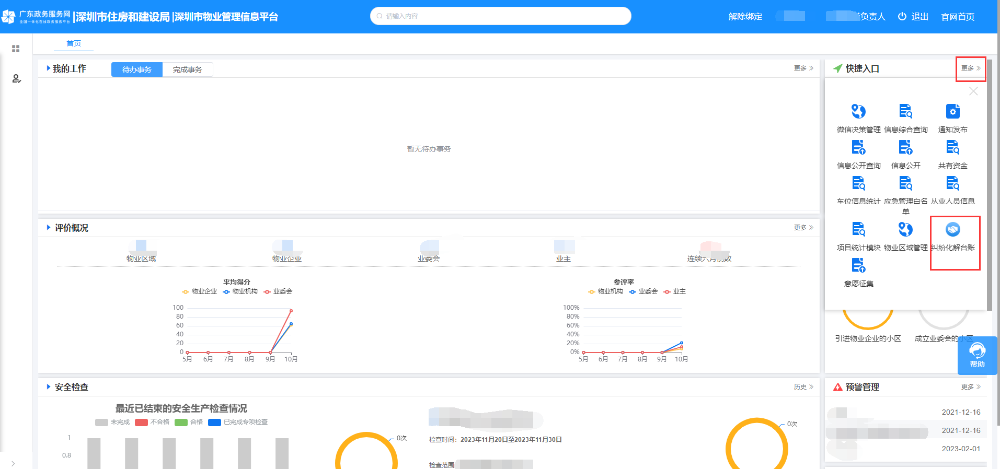 广东政务服务网
全国一体化在线政务服务平台
|深圳市住房和建设局|深圳市物业管理信息平台
请输入内容
解除绑定
负责人
退出
官网首页
首页
我的工作
待办事务
完成事务
更多
暂无待办事务
快捷入口
更多
微信决策管理 信息综合查询 通知发布
信息公开查询 信息公开 共有资金
车位信息统计 应急管理白名单 从业人员信息
项目统计模块 物业区域管理 纠纷化解台账
意愿征集
评价概况
更多
物业区域 物业企业 业委会 业主
平均得分
物业企业 物业机构 业委会
100
80
60
40
20
0
5月 6月 7月 8月 9月 10月
参评率
物业机构 业委会 业主
100%
80%
60%
40%
20%
0%
5月 6月 7月 8月 9月 10月
引进物业企业的小区 成立业委会的小区
帮助
安全检查
历史
最近已结束的安全生产检查情况
未完成 不合格 合格 已完成专项检查
1
0.8
0次
检查时间：2023年11月20日至2023年11月30日
检查范围
0次
预警管理
更多
2021-12-16
2021-12-16
2023-02-01